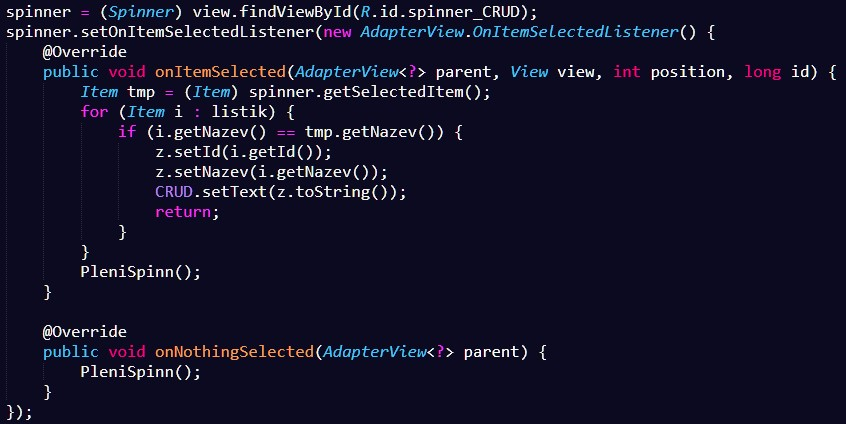 spinner = (Spinner) view.findViewById(R.id.spinner_CRUD);
spinner.setOnItemSelectedListener(new AdapterView.OnItemSelectedListener() {
    @Override
    public void onItemSelected(AdapterView<?> parent, View view, int position, long id) {
        Item tmp = (Item) spinner.getSelectedItem();
        for (Item i : listik) {
            if (i.getNazev() == tmp.getNazev()) {
                z.setId(i.getId());
                z.setNazev(i.getNazev());
                CRUD.setText(z.toString());
                return;
            }
        }
        PleniSpinn();
    }

    @Override
    public void onNothingSelected(AdapterView<?> parent) {
        PleniSpinn();
    }
});